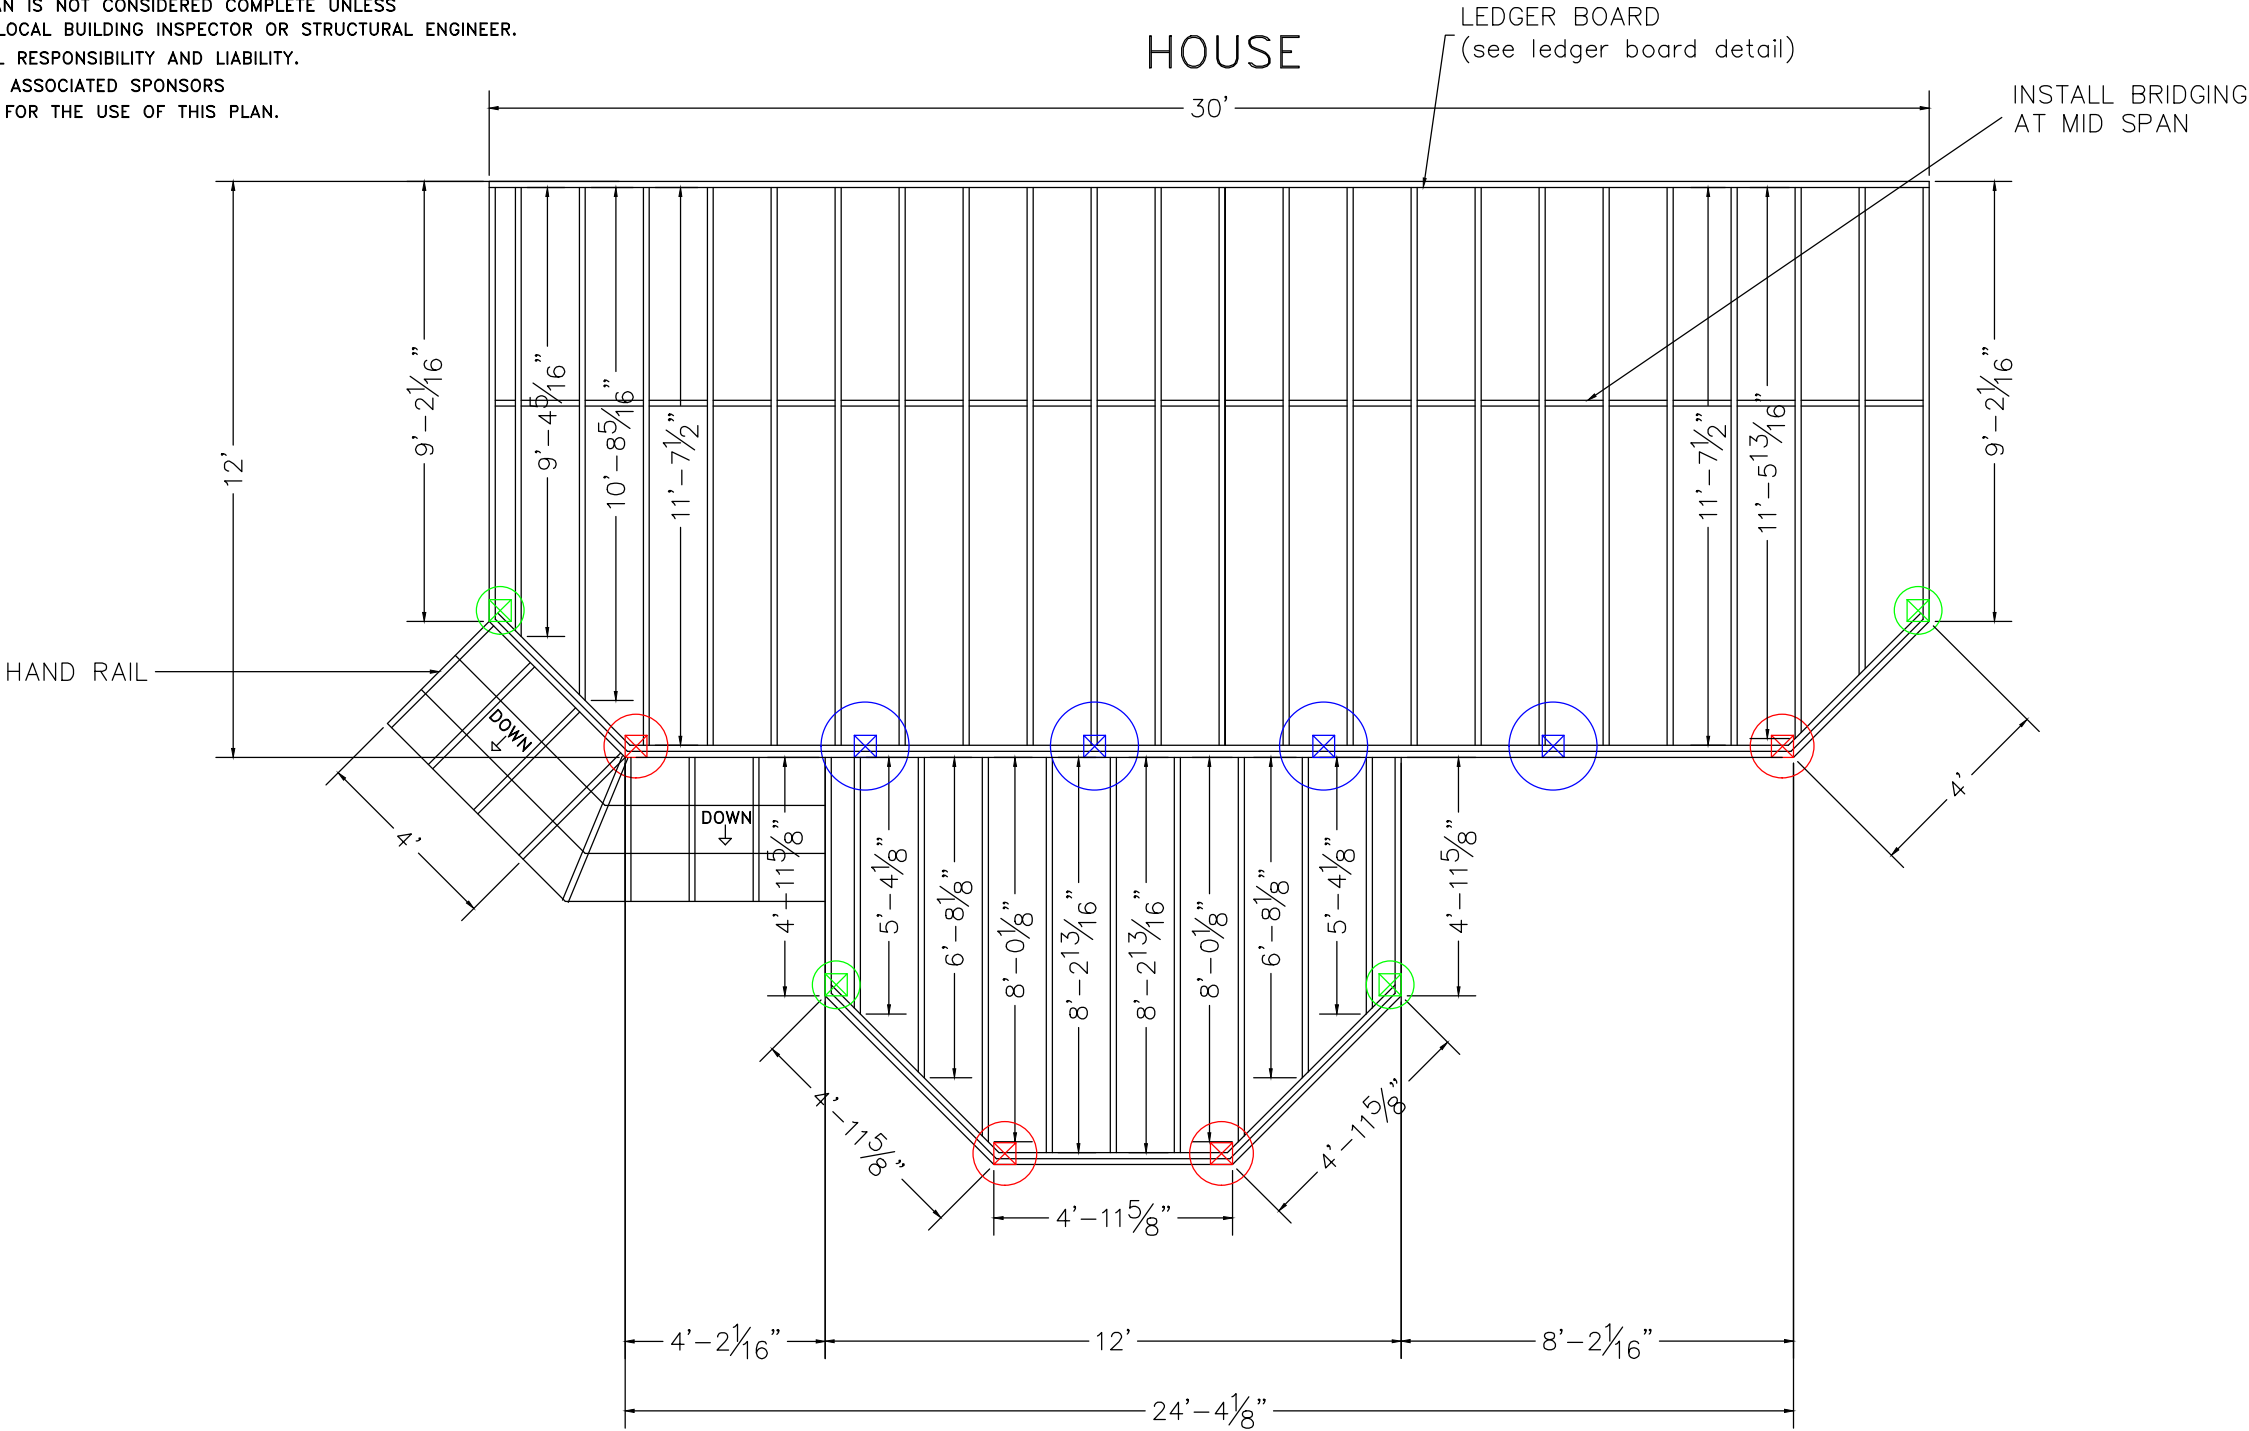 IS NOT CONSIDERED COMPLETE UNLESS
LOCAL BUILDING INSPECTOR OR STRUCTURAL ENGINEER.
RESPONSIBILITY AND LIABILITY.
ASSOCIATED SPONSORS
FOR THE USE OF THIS PLAN.
HOUSE
LEDGER BOARD
(see ledger board detail)
INSTALL BRIDGING
AT MID SPAN
30'
12'
9'-2 1/16"
9'-4 5/16"
10'-8 5/16"
11'-7 1/2"
11'-7 1/2"
11'-5 13/16"
9'-2 1/16"
HAND RAIL
DOWN
DOWN
4'
4'
4'-11 5/8"
5'-4 1/8"
6'-8 1/8"
8'-0 1/8"
8'-2 13/16"
8'-2 13/16"
8'-0 1/8"
6'-8 1/8"
5'-4 1/8"
4'-11 5/8"
4'-11 5/8"
4'-11 5/8"
4'-11 5/8"
4'-2 1/16"
12'
8'-2 1/16"
24'-4 1/8"